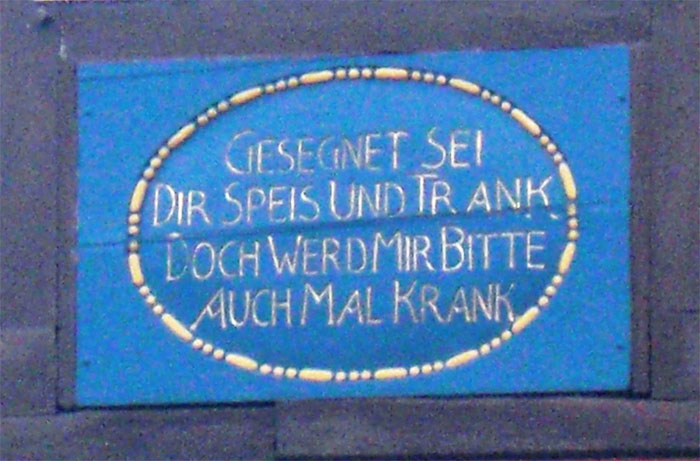 GESEGNET SEI
DIR SPEIS UND TRANK
DOCH WERD MIR BITTE
AUCH MAL KRANK